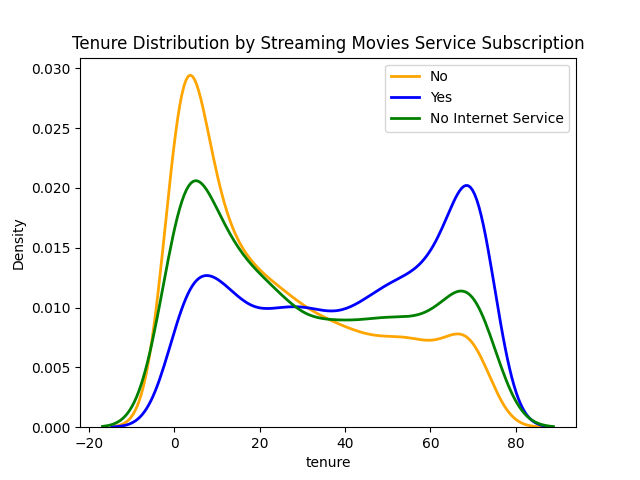 Tenure Distribution by Streaming Movies Service Subscription
No
Yes
No Internet Service
0.030
0.025
0.020
0.015
0.010
0.005
0.000
Density
−20
0
20
40
60
80
tenure